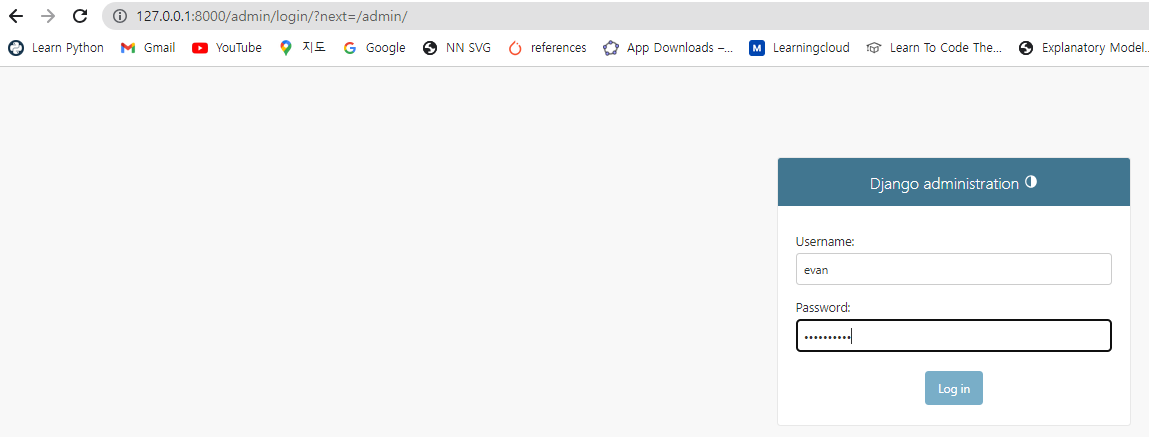 127.0.0.1:8000/admin/login/?next=/admin/
Learn Python Gmail YouTube 지도 Google NN SVG references App Downloads –... M Learningcloud Learn To Code The... Explanatory Model...
Django administration
Username:
evan
Password:
••••••••••
Log in